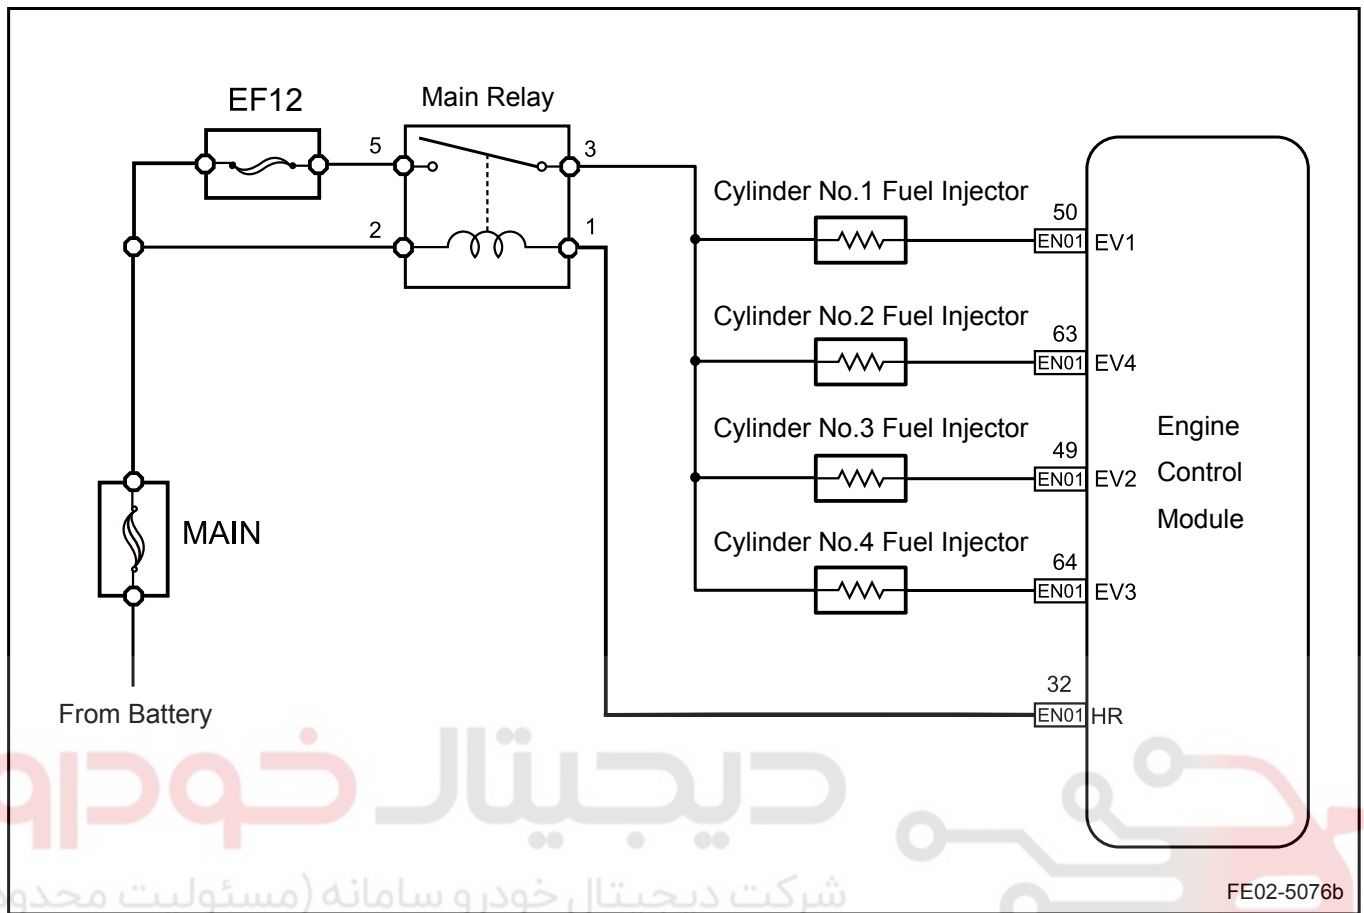 EF12
Main Relay
5
3
2
1
Cylinder No.1 Fuel Injector
50
EN01
EV1
Cylinder No.2 Fuel Injector
63
EN01
EV4
Cylinder No.3 Fuel Injector
49
EN01
EV2
Cylinder No.4 Fuel Injector
64
EN01
EV3
Engine
Control
Module
MAIN
From Battery
32
EN01
HR
دیجیتال خودرو
شرکت دیجیتال خودرو سامانه (مسئولیت محدود
FE02-5076b